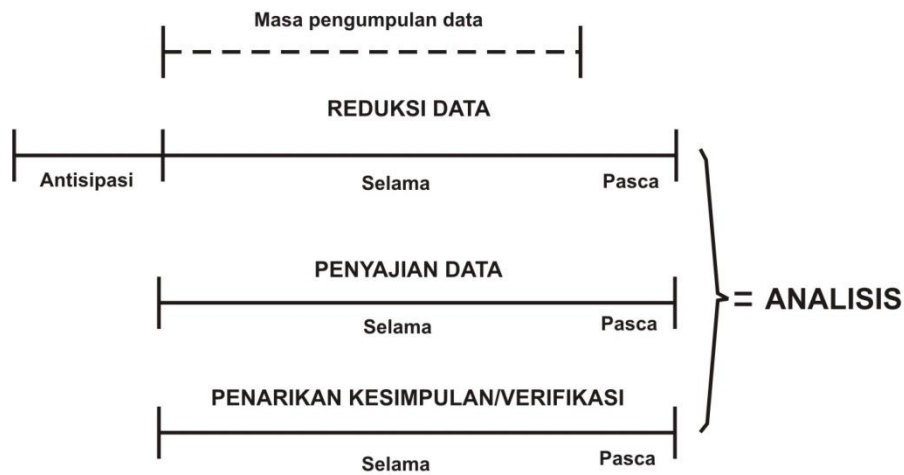 Masa pengumpulan data
REDUKSI DATA
Antisipasi Selama Pasca
PENYAJIAN DATA
Selama Pasca
= ANALISIS
PENARIKAN KESIMPULAN/VERIFIKASI
Selama Pasca